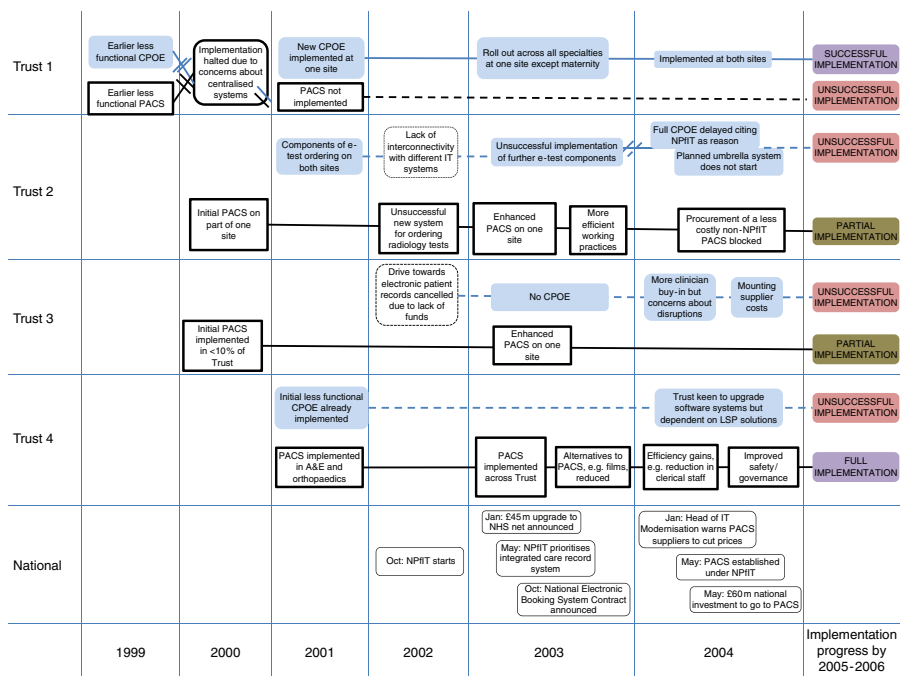 Trust 1
Earlier less
functional CPOE
Earlier less
functional PACS
Implementation
halted due to
concerns about
centralised
systems
New CPOE
implemented at
one site
PACS not
implemented
Roll out across all specialties
at one site except maternity
Implemented at both sites
SUCCESSFUL
IMPLEMENTATION
UNSUCCESSFUL
IMPLEMENTATION
Trust 2
Components of e-
test ordering on
both sites
Lack of
interconnectivity
with different IT
systems
Unsuccessful implementation
of further e-test components
Full CPOE delayed citing
NPfIT as reason
Planned umbrella system
does not start
UNSUCCESSFUL
IMPLEMENTATION
Initial PACS on
part of one
site
Unsuccessful
new system
for ordering
radiology tests
Enhanced
PACS on one
site
More
efficient
working
practices
Procurement of a less
costly non-NPfIT
PACS blocked
PARTIAL
IMPLEMENTATION
Trust 3
Drive towards
electronic patient
records cancelled
due to lack of
funds
No CPOE
More clinician
buy-in but
concerns about
disruptions
Mounting
supplier
costs
UNSUCCESSFUL
IMPLEMENTATION
Initial PACS
implemented
in <10% of
Trust
Enhanced
PACS on one
site
PARTIAL
IMPLEMENTATION
Trust 4
Initial less functional
CPOE already
implemented
Trust keen to upgrade
software systems but
dependent on LSP solutions
UNSUCCESSFUL
IMPLEMENTATION
PACS implemented
in A&E and
orthopaedics
PACS
implemented
across Trust
Alternatives to
PACS, e.g. films,
reduced
Efficiency gains,
e.g. reduction in
clerical staff
Improved
safety/
governance
FULL
IMPLEMENTATION
National
Oct: NPfIT starts
Jan: £45m upgrade to
NHS net announced
May: NPfIT prioritises
integrated care record
system
Oct: National Electronic
Booking System Contract
announced
Jan: Head of IT
Modernisation warns PACS
suppliers to cut prices
May: PACS established
under NPfIT
May: £60m national
investment to go to PACS
1999
2000
2001
2002
2003
2004
Implementation
progress by
2005-2006